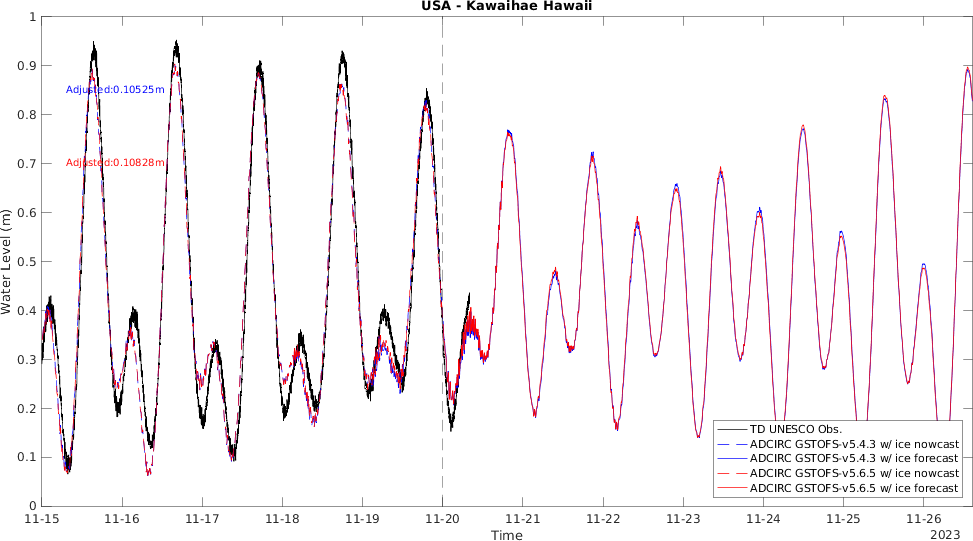 USA - Kawaihae Hawaii
1
0.9
0.8
0.7
0.6
0.5
0.4
0.3
0.2
0.1
0
Water Level (m)
Adjusted:0.10525m
Adjusted:0.10828m
TD UNESCO Obs.
ADCIRC GSTOFS-v5.4.3 w/ ice nowcast
ADCIRC GSTOFS-v5.4.3 w/ ice forecast
ADCIRC GSTOFS-v5.6.5 w/ ice nowcast
ADCIRC GSTOFS-v5.6.5 w/ ice forecast
11-15 11-16 11-17 11-18 11-19 11-20 11-21 11-22 11-23 11-24 11-25 11-26
2023
Time